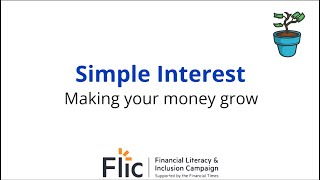 Simple Interest
Making your money grow
Flic
Financial Literacy &
Inclusion Campaign
Supported by the Financial Times